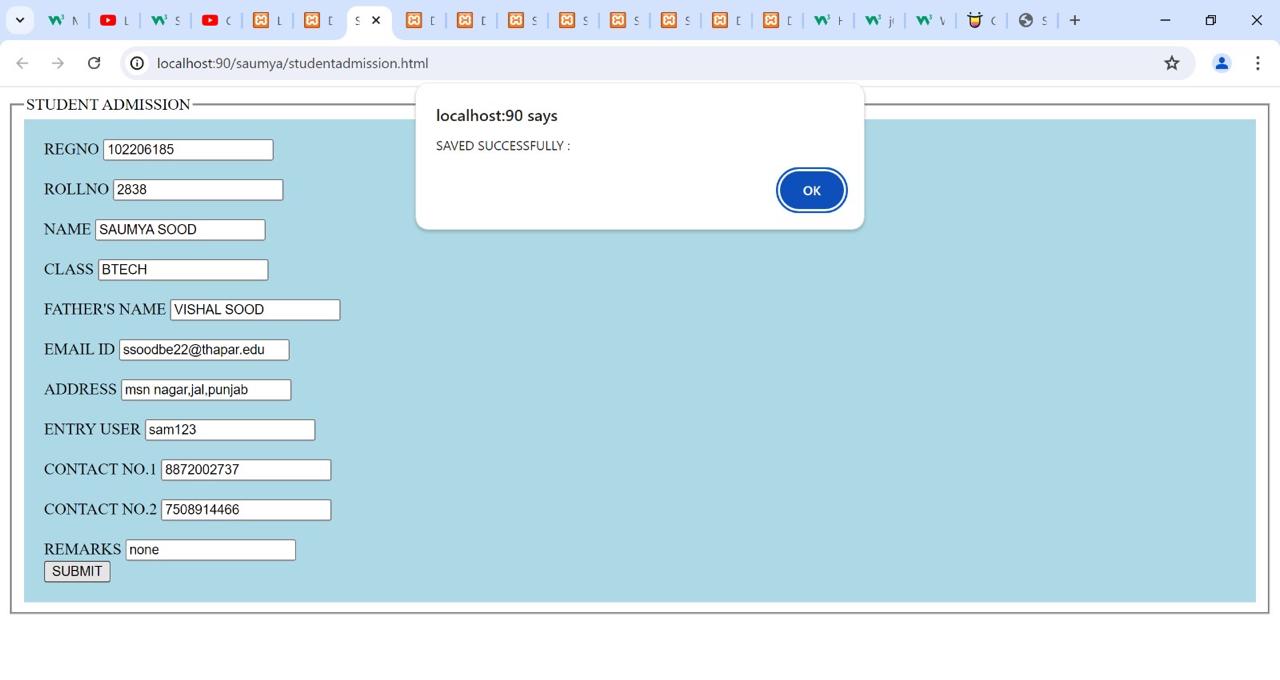 localhost:90/saumya/studentadmission.html
localhost:90 says
SAVED SUCCESSFULLY :
OK
STUDENT ADMISSION
REGNO 102206185
ROLLNO 2838
NAME SAUMYA SOOD
CLASS BTECH
FATHER'S NAME VISHAL SOOD
EMAIL ID ssoodbe22@thapar.edu
ADDRESS msn nagar,jal,punjab
ENTRY USER sam123
CONTACT NO.1 8872002737
CONTACT NO.2 7508914466
REMARKS none
SUBMIT